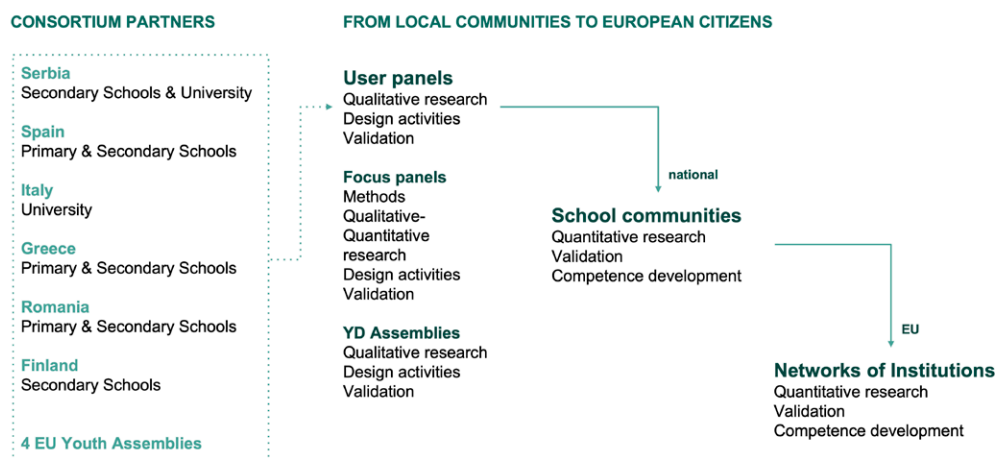 CONSORTIUM PARTNERS
Serbia
Secondary Schools & University
Spain
Primary & Secondary Schools
Italy
University
Greece
Primary & Secondary Schools
Romania
Primary & Secondary Schools
Finland
Secondary Schools
4 EU Youth Assemblies
FROM LOCAL COMMUNITIES TO EUROPEAN CITIZENS
User panels
Qualitative research
Design activities
Validation
Focus panels
Methods
Qualitative-
Quantitative
research
Design activities
Validation
YD Assemblies
Qualitative research
Design activities
Validation
national
School communities
Quantitative research
Validation
Competence development
EU
Networks of Institutions
Quantitative research
Validation
Competence development